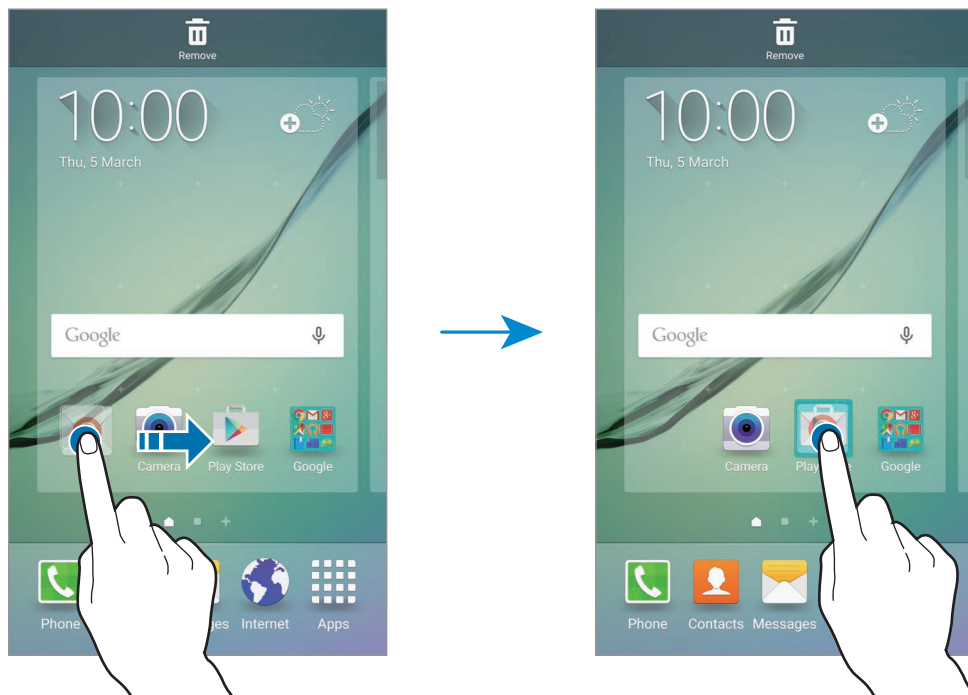 Remove
10:00
Thu, 5 March
Google
Camera Play Store Google
Phone Internet Apps
Remove
10:00
Thu, 5 March
Google
Camera Google
Phone Contacts Messages